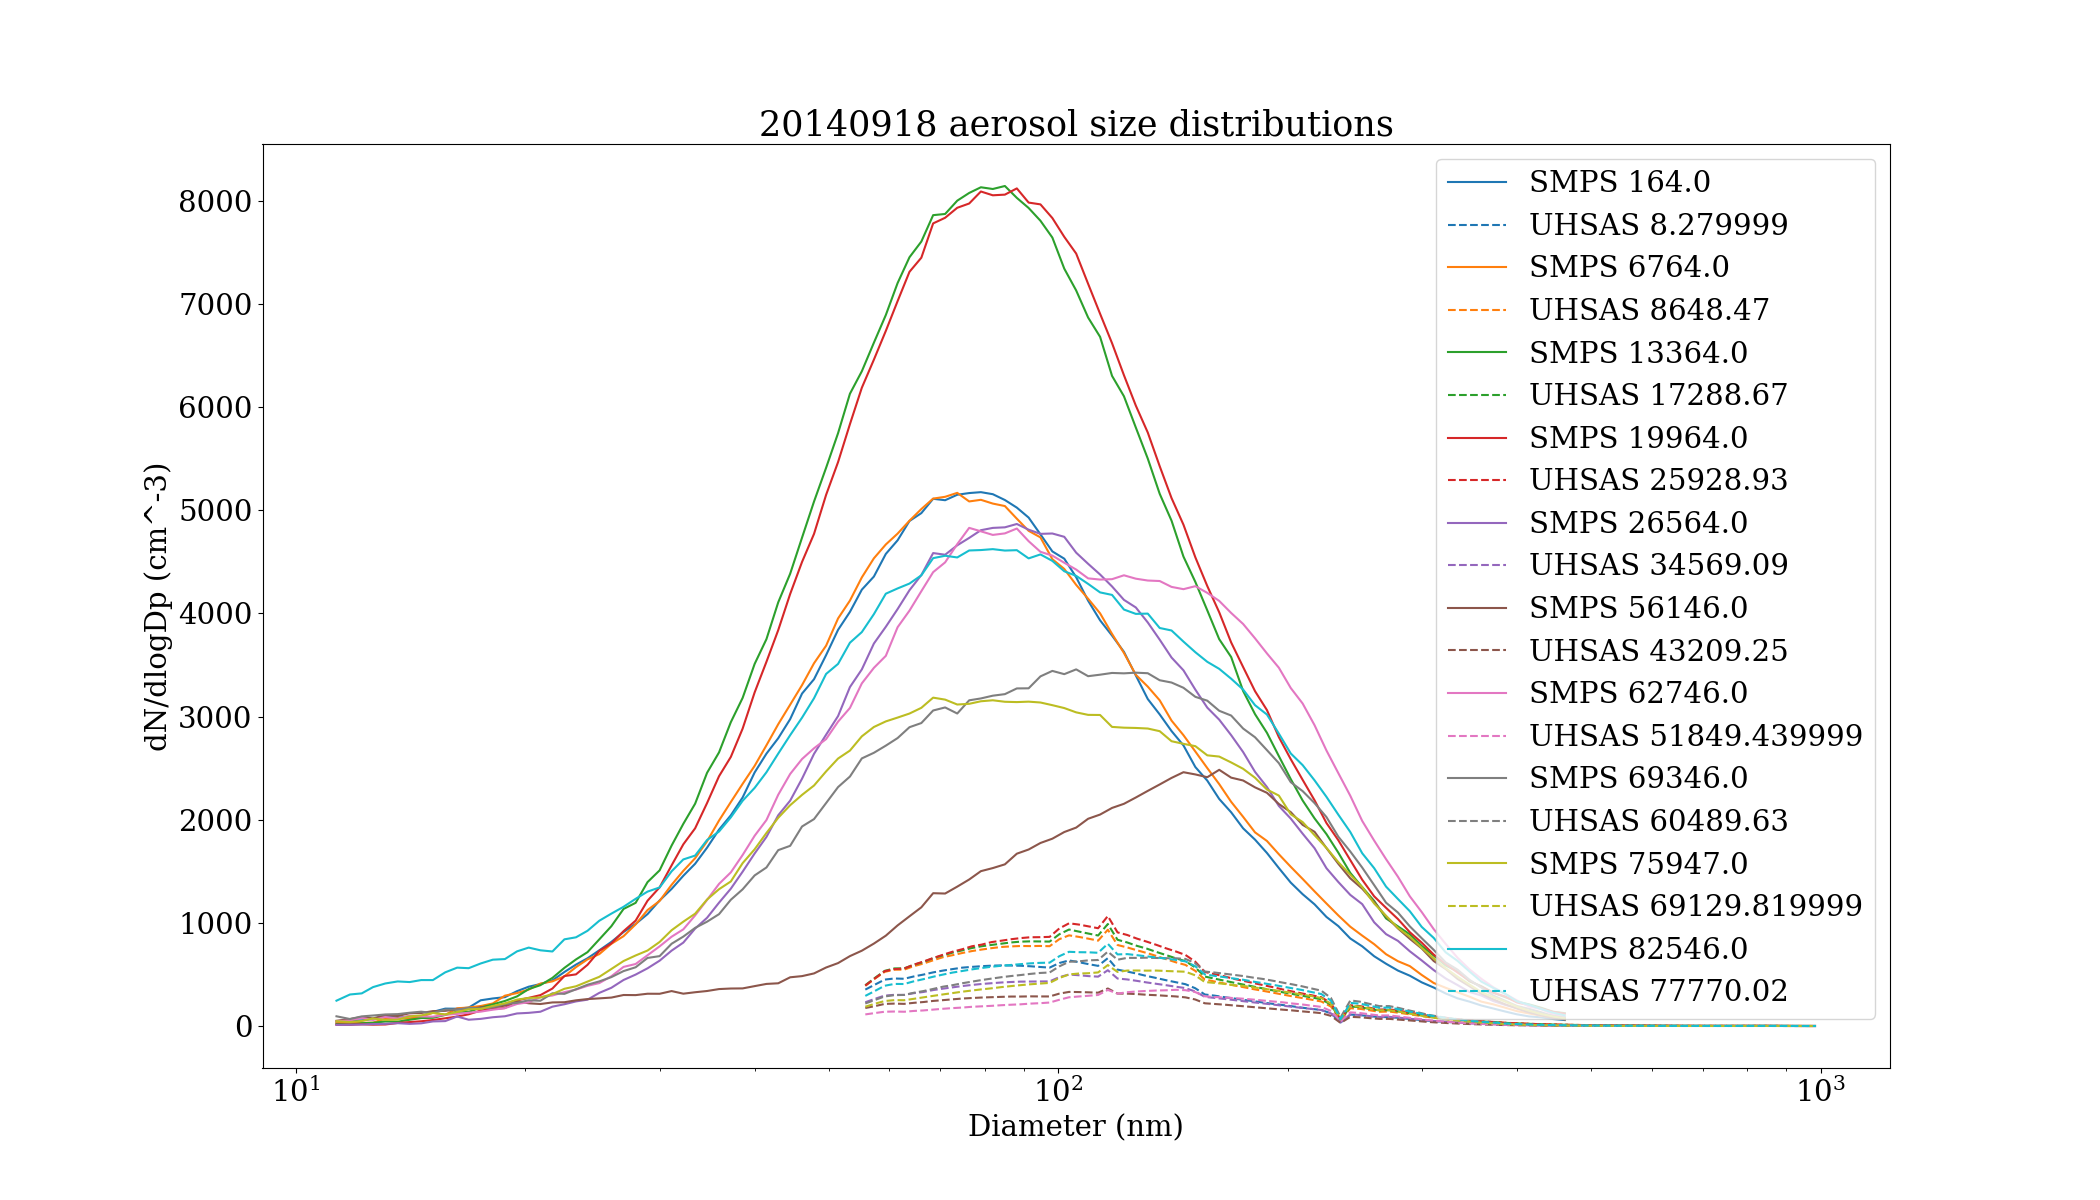 20140918 aerosol size distributions
dN/dlogDp (cm^-3)
8000
7000
6000
5000
4000
3000
2000
1000
0
SMPS 164.0
UHSAS 8.279999
SMPS 6764.0
UHSAS 8648.47
SMPS 13364.0
UHSAS 17288.67
SMPS 19964.0
UHSAS 25928.93
SMPS 26564.0
UHSAS 34569.09
SMPS 56146.0
UHSAS 43209.25
SMPS 62746.0
UHSAS 51849.439999
SMPS 69346.0
UHSAS 60489.63
SMPS 75947.0
UHSAS 69129.819999
SMPS 82546.0
UHSAS 77770.02
10¹ 10² 10³
Diameter (nm)